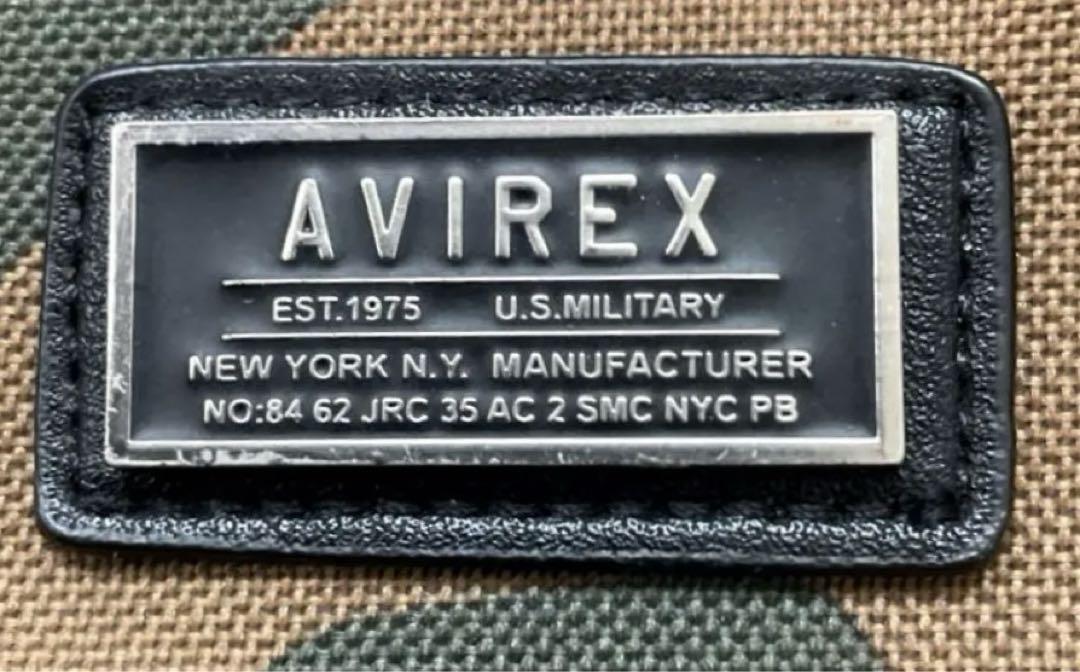 AVIREX
EST.1975 U.S.MILITARY
NEW YORK N.Y. MANUFACTURER
NO:84 62 JRC 35 AC 2 SMC NYC PB